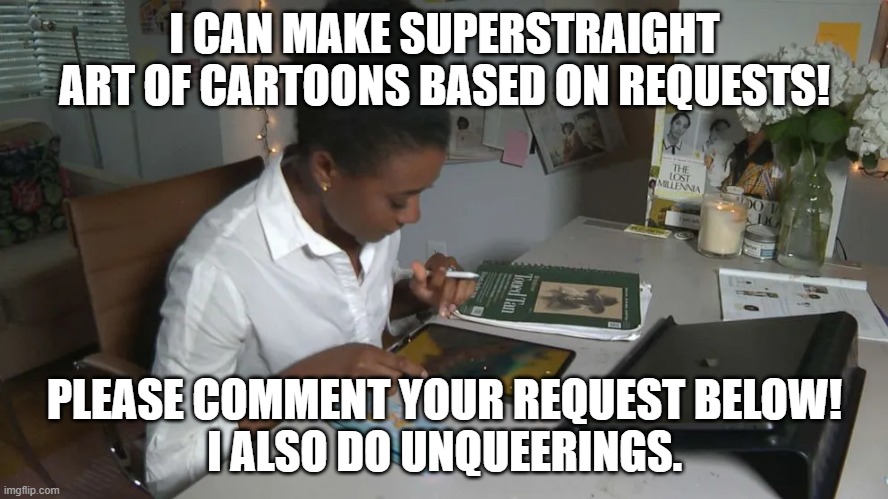 I CAN MAKE SUPERSTRAIGHT
ART OF CARTOONS BASED ON REQUESTS!
THE
LOST
MILLENNIA
Toned Tan
PLEASE COMMENT YOUR REQUEST BELOW!
I ALSO DO UNQUEERINGS.
imgflip.com